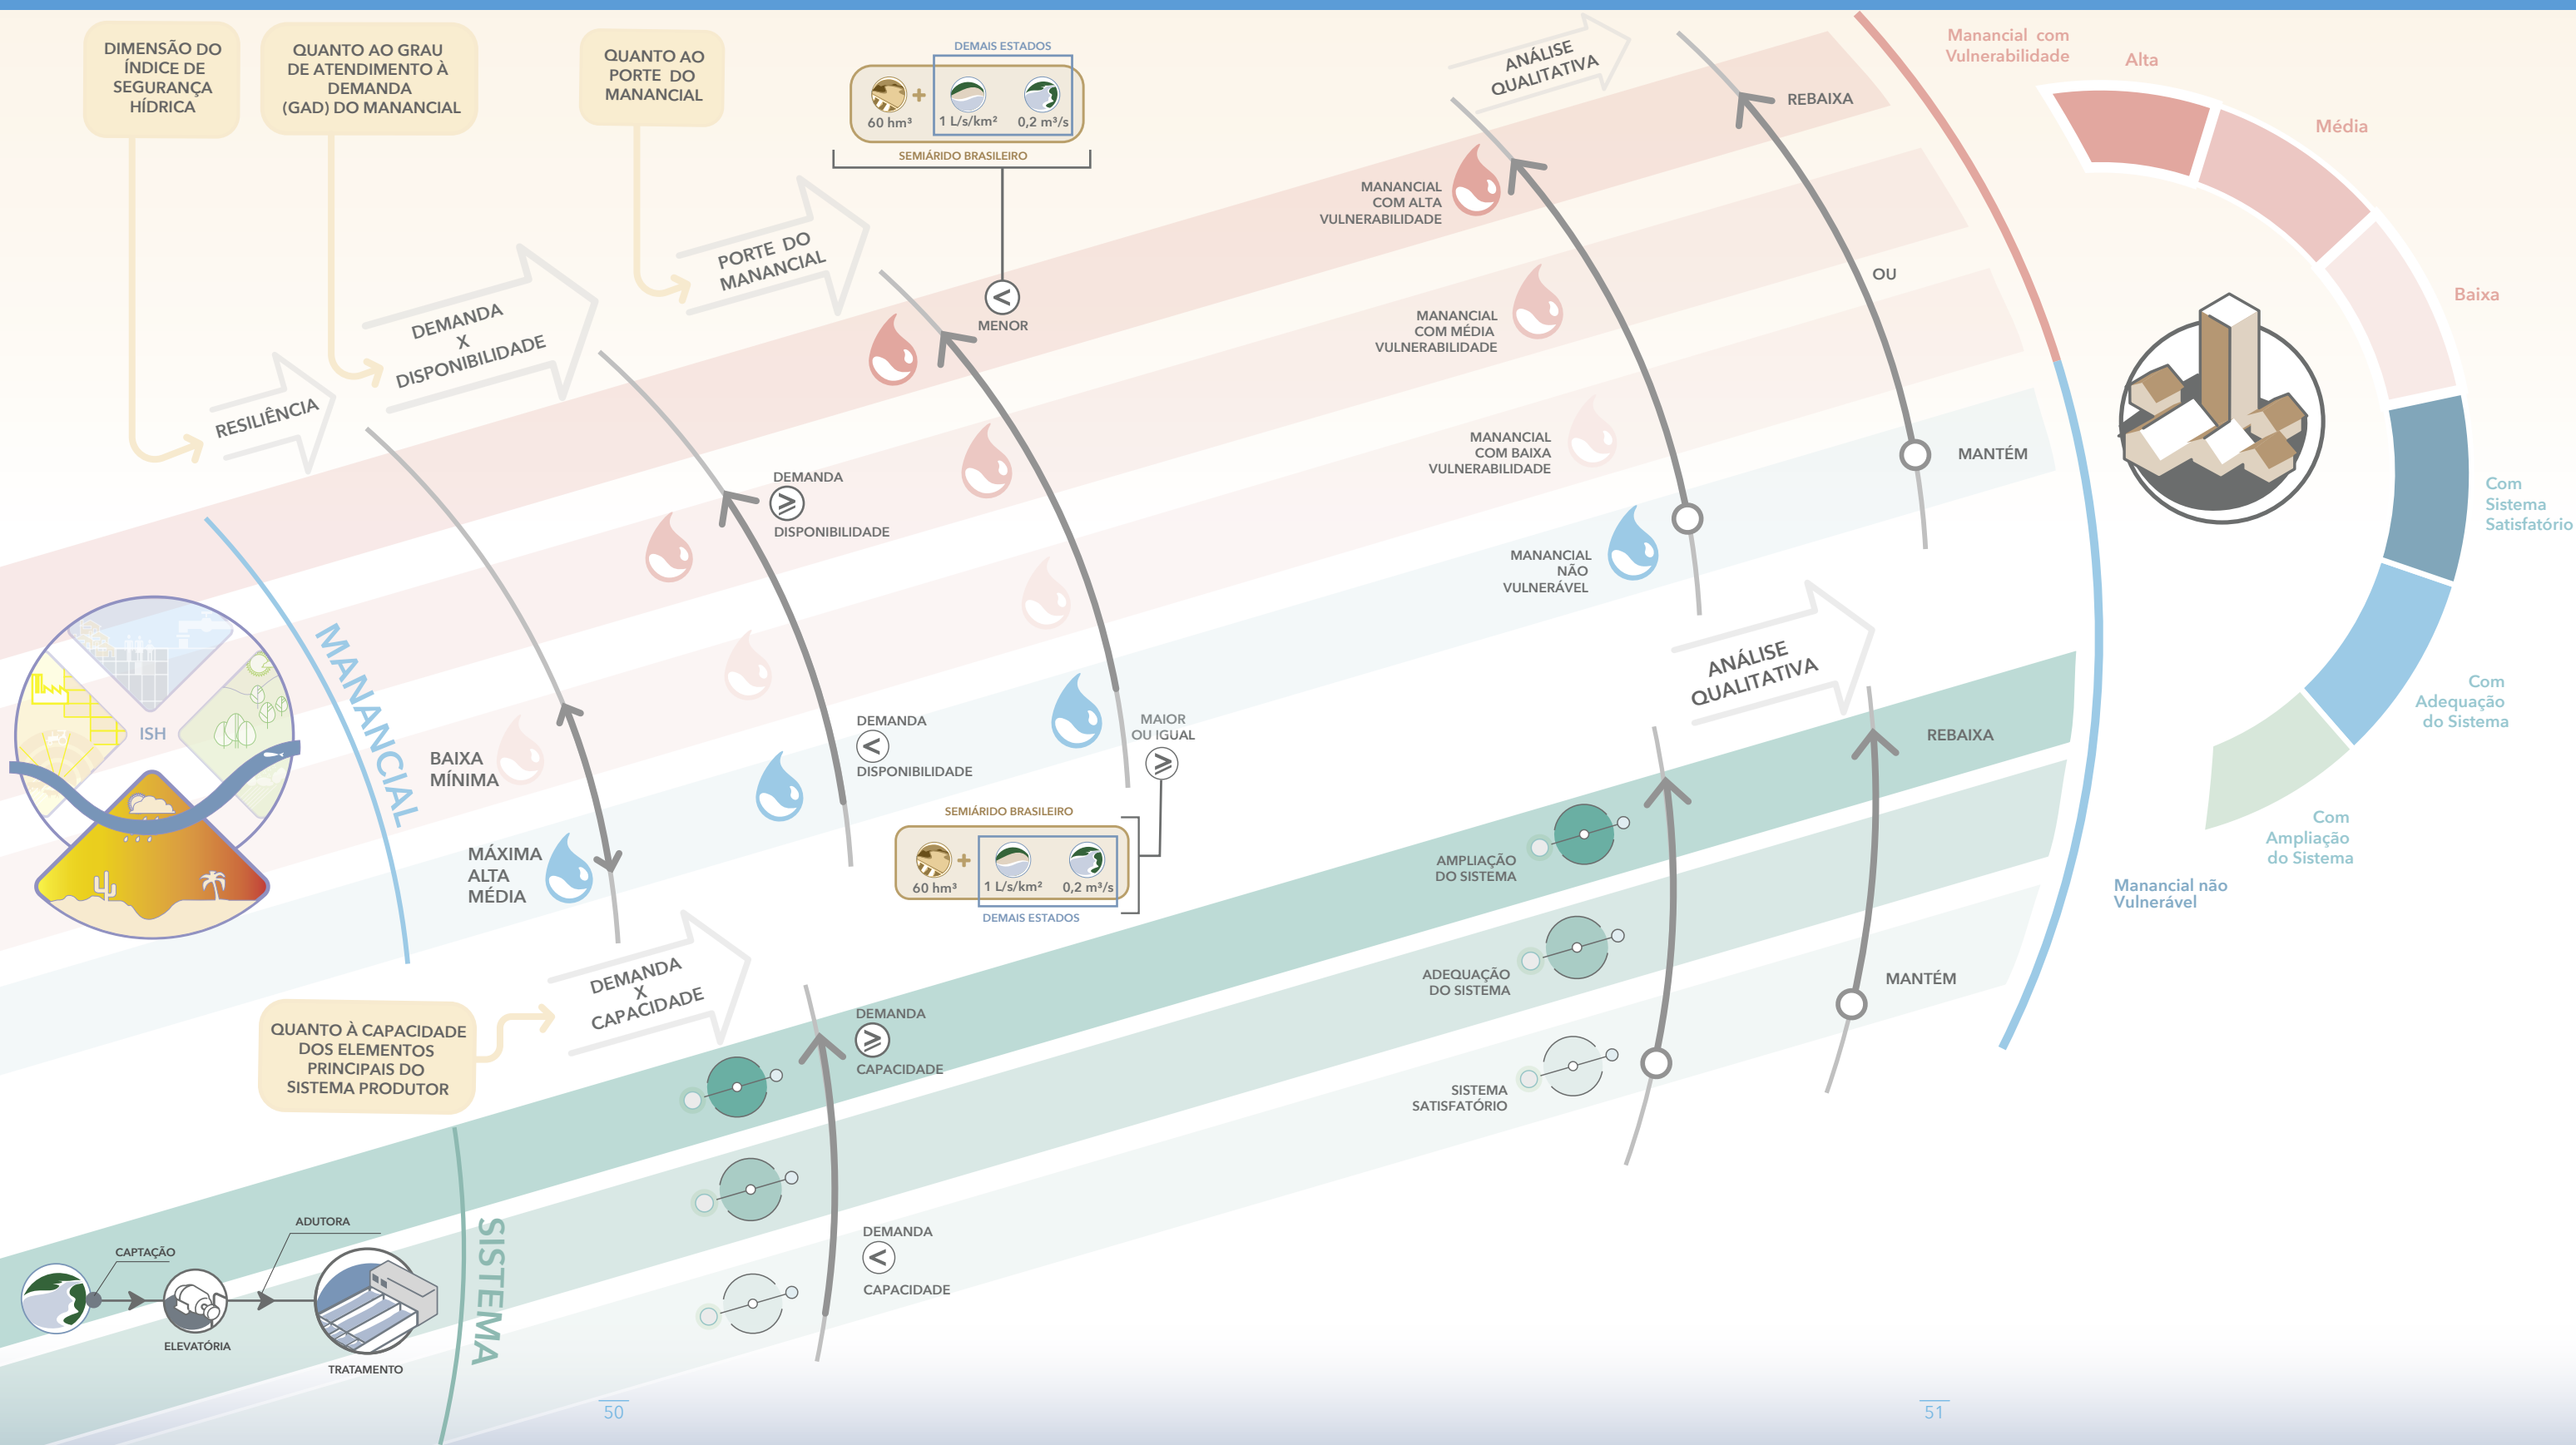 DIMENSÃO DO
ÍNDICE DE
SEGURANÇA
HÍDRICA
QUANTO AO GRAU
DE ATENDIMENTO À
DEMANDA
(GAD) DO MANANCIAL
QUANTO AO
PORTE DO
MANANCIAL
DEMAIS ESTADOS
60 hm³
+
1 L/s/km²
0,2 m³/s
SEMIÁRIDO BRASILEIRO
<
MENOR
RESILIÊNCIA
DEMANDA
X
DISPONIBILIDADE
PORTE DO
MANANCIAL
ANÁLISE
QUALITATIVA
REBAIXA
OU
MANTÉM
MANANCIAL
COM ALTA
VULNERABILIDADE
MANANCIAL
COM MÉDIA
VULNERABILIDADE
MANANCIAL
COM BAIXA
VULNERABILIDADE
MANANCIAL
NÃO
VULNERÁVEL
DEMANDA
⩾
DISPONIBILIDADE
DEMANDA
<
DISPONIBILIDADE
MAIOR
OU IGUAL
⩾
SEMIÁRIDO BRASILEIRO
60 hm³
+
1 L/s/km²
0,2 m³/s
DEMAIS ESTADOS
ISH
MANANCIAL
BAIXA
MÍNIMA
MÁXIMA
ALTA
MÉDIA
QUANTO À CAPACIDADE
DOS ELEMENTOS
PRINCIPAIS DO
SISTEMA PRODUTOR
DEMANDA
X
CAPACIDADE
DEMANDA
⩾
CAPACIDADE
DEMANDA
<
CAPACIDADE
ANÁLISE
QUALITATIVA
REBAIXA
MANTÉM
AMPLIAÇÃO
DO SISTEMA
ADEQUAÇÃO
DO SISTEMA
SISTEMA
SATISFATÓRIO
CAPTAÇÃO
ADUTORA
ELEVATÓRIA
TRATAMENTO
SISTEMA
Manancial com
Vulnerabilidade
Alta
Média
Baixa
Com
Sistema
Satisfatório
Com
Adequação
do Sistema
Com
Ampliação
do Sistema
Manancial não
Vulnerável
50
51